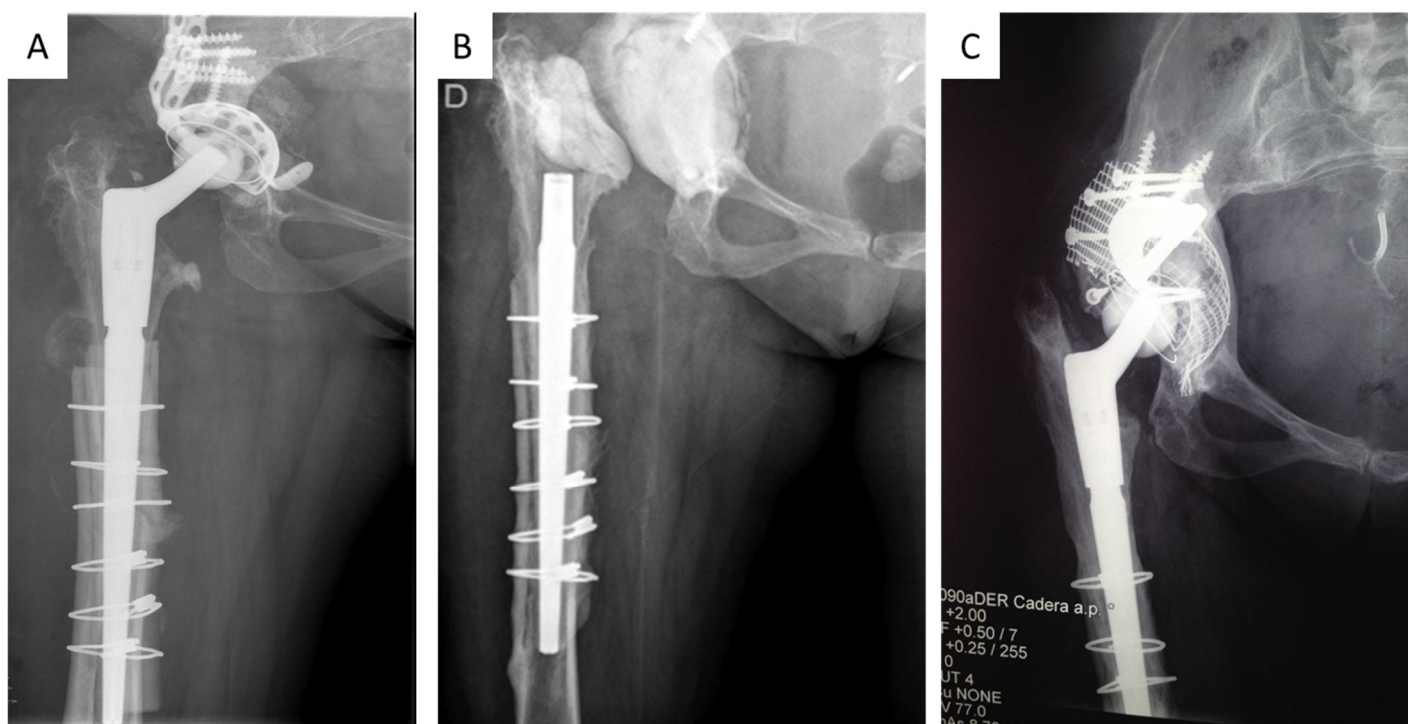 A
B
C
D
090aDER Cadera a.p.
+2.00
F +0.50 / 7
+0.25 / 255
0
UT 4
u NONE
V 77.0